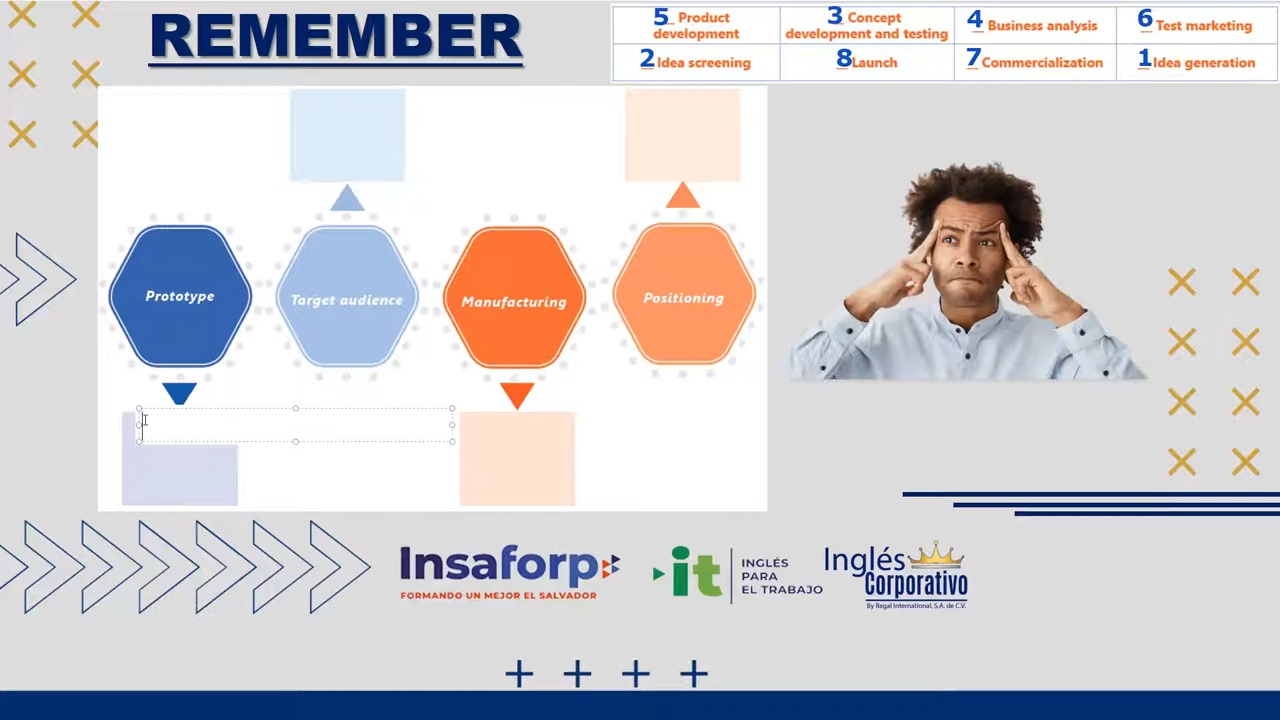 REMEMBER
5_ Product
development
3 Concept
development and testing
4 Business analysis
6 Test marketing
2 Idea screening
8 Launch
7 Commercialization
1 Idea generation
Prototype
Target audience
Manufacturing
Positioning
Insaforp
FORMANDO UN MEJOR EL SALVADOR
it
INGLÉS
PARA
EL TRABAJO
Inglés
Corporativo
By Regal International, S.A. de C.V.